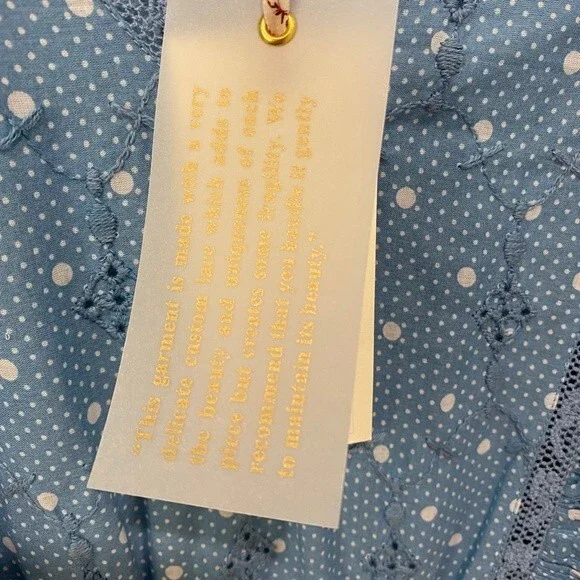 "This garment is made with a very
delicate custom lace which adds to
the beauty and uniqueness of each
piece but creates some fragility. We
recommend that you handle it gently
to maintain its beauty."